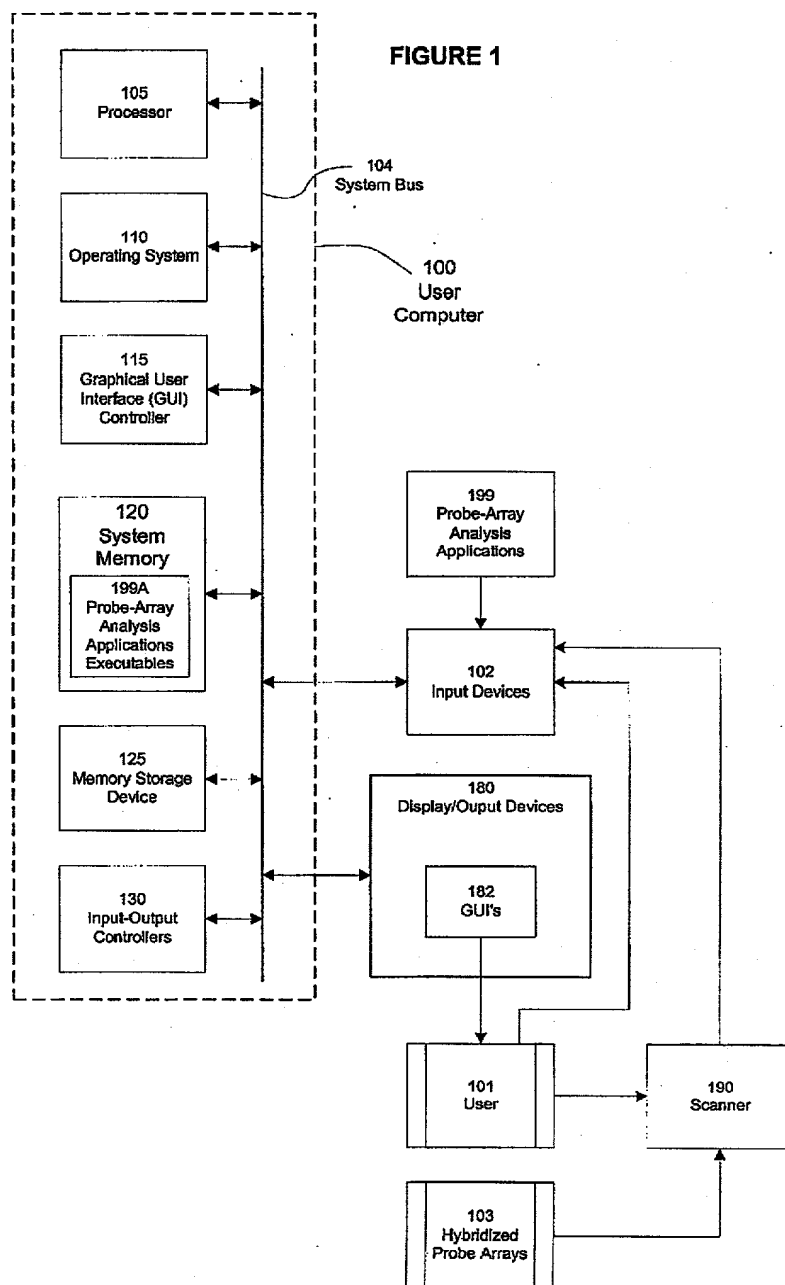 FIGURE 1
105
Processor
104
System Bus
110
Operating System
100
User
Computer
115
Graphical User
Interface (GUI)
Controller
120
System
Memory
199A
Probe-Array
Analysis
Applications
Executables
199
Probe-Array
Analysis
Applications
102
Input Devices
125
Memory Storage
Device
180
Display/Ouput Devices
182
GUI's
130
Input-Output
Controllers
101
User
190
Scanner
103
Hybridized
Probe Arrays